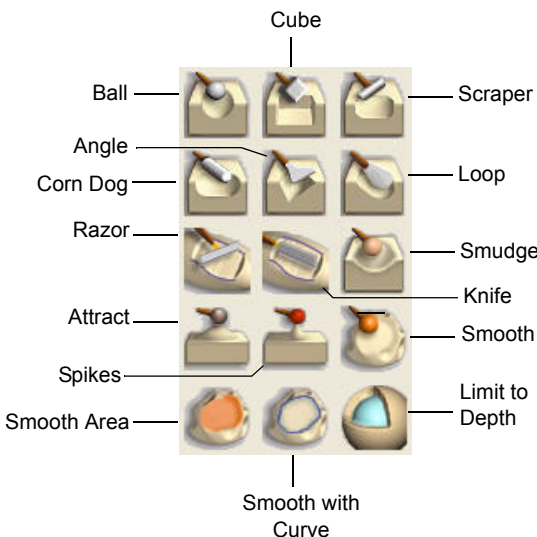 Cube
Ball
Scraper
Angle
Corn Dog
Loop
Razor
Smudge
Knife
Attract
Smooth
Spikes
Limit to
Depth
Smooth Area
Smooth with
Curve